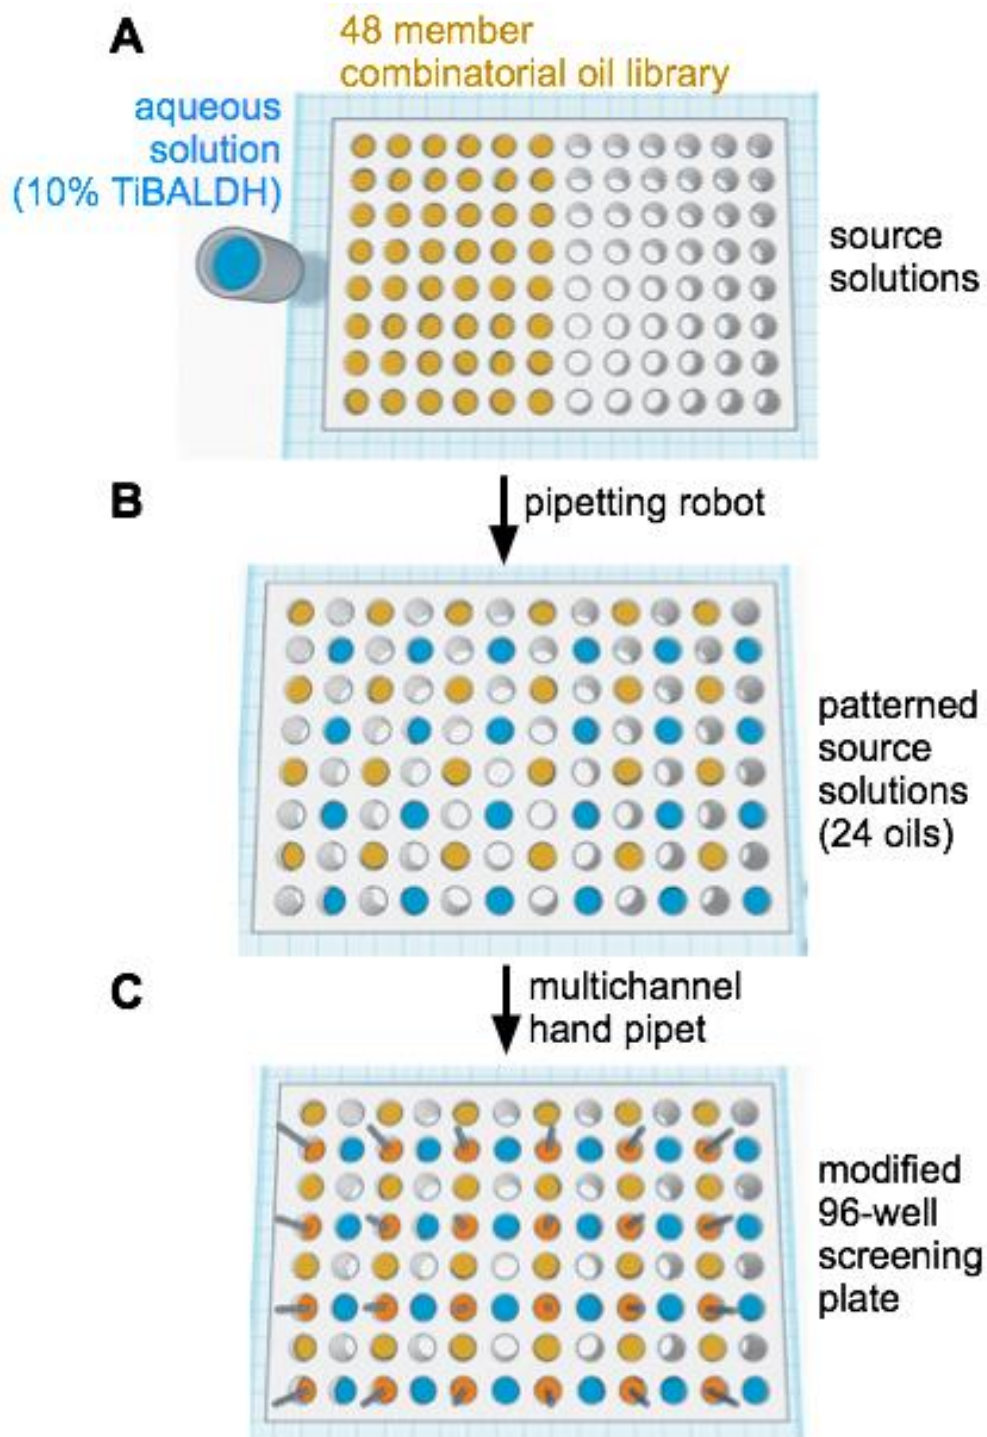 A
48 member
combinatorial oil library
aqueous
solution
(10% TiBALDH)
source
solutions
B
pipetting robot
patterned
source
solutions
(24 oils)
C
multichannel
hand pipet
modified
96-well
screening
plate